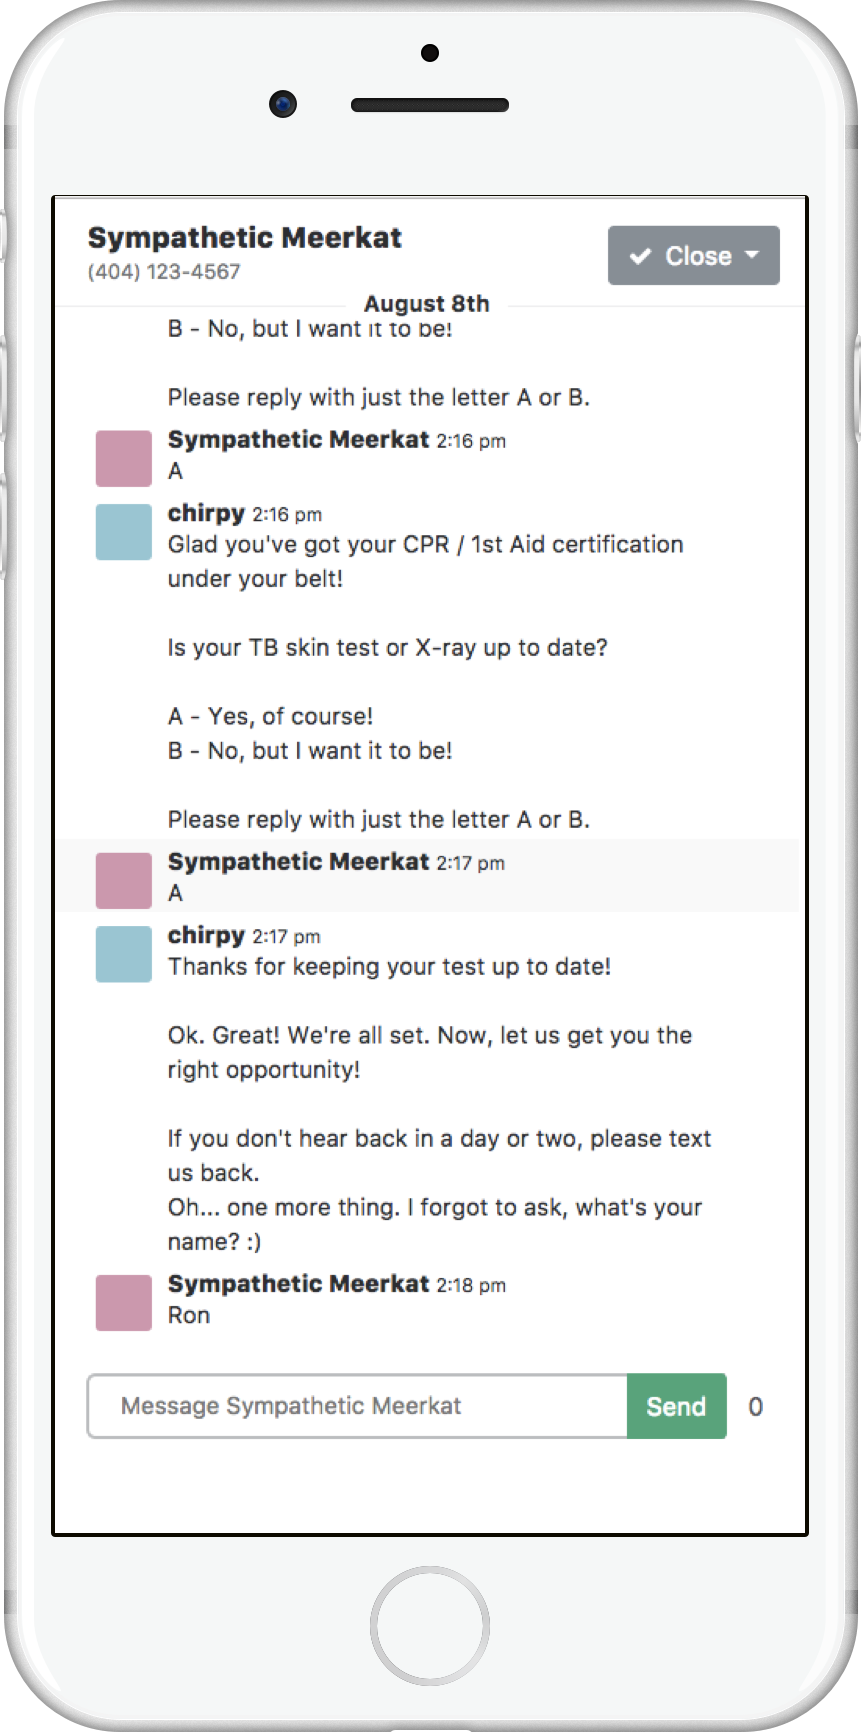 Sympathetic Meerkat
(404) 123-4567
Close
August 8th
B - No, but I want it to be!
Please reply with just the letter A or B.
Sympathetic Meerkat 2:16 pm
A
chirpy 2:16 pm
Glad you've got your CPR / 1st Aid certification
under your belt!
Is your TB skin test or X-ray up to date?
A - Yes, of course!
B - No, but I want it to be!
Please reply with just the letter A or B.
Sympathetic Meerkat 2:17 pm
A
chirpy 2:17 pm
Thanks for keeping your test up to date!
Ok. Great! We're all set. Now, let us get you the
right opportunity!
If you don't hear back in a day or two, please text
us back.
Oh... one more thing. I forgot to ask, what's your
name? :)
Sympathetic Meerkat 2:18 pm
Ron
Message Sympathetic Meerkat
Send
0